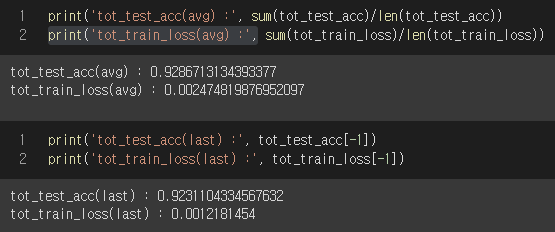 1 print('tot_test_acc(avg) :', sum(tot_test_acc)/len(tot_test_acc))
2 print('tot_train_loss(avg) :', sum(tot_train_loss)/len(tot_train_loss))
tot_test_acc(avg) : 0.9286713134393377
tot_train_loss(avg) : 0.002474819876952097
1 print('tot_test_acc(last) :', tot_test_acc[-1])
2 print('tot_train_loss(last) :', tot_train_loss[-1])
tot_test_acc(last) : 0.9231104334567632
tot_train_loss(last) : 0.0012181454